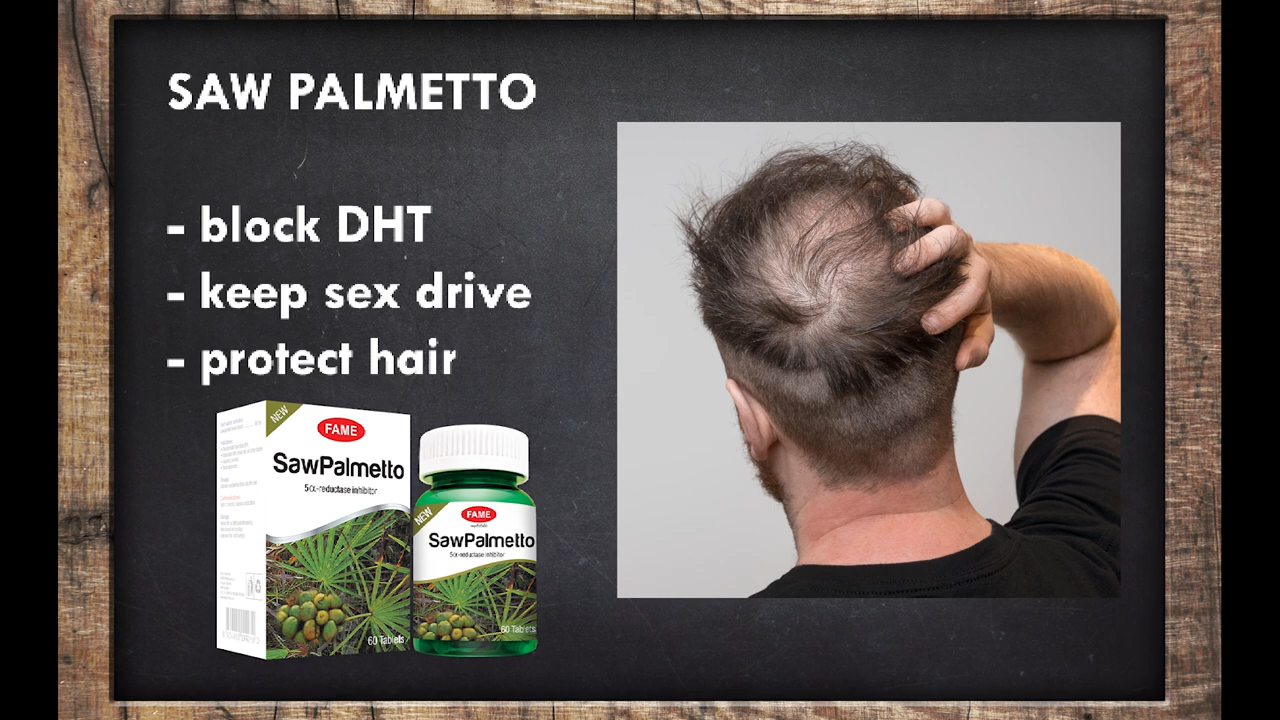 SAW PALMETTO
- block DHT
- keep sex drive
- protect hair
NEW
FAME
SawPalmetto
5α-reductase inhibitor
60 Tablets
NEW
FAME
SawPalmetto
5α-reductase inhibitor
60 Tablets